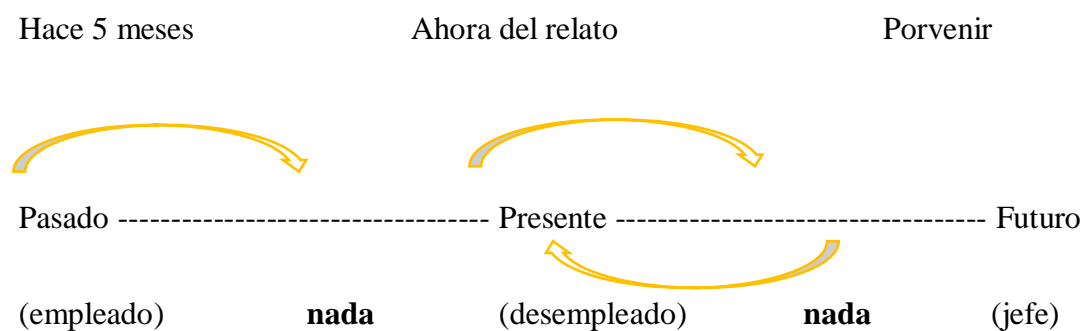 Hace 5 meses Ahora del relato Porvenir
Pasado ----------------------------------- Presente ----------------------------------- Futuro
(empleado) nada (desempleado) nada (jefe)